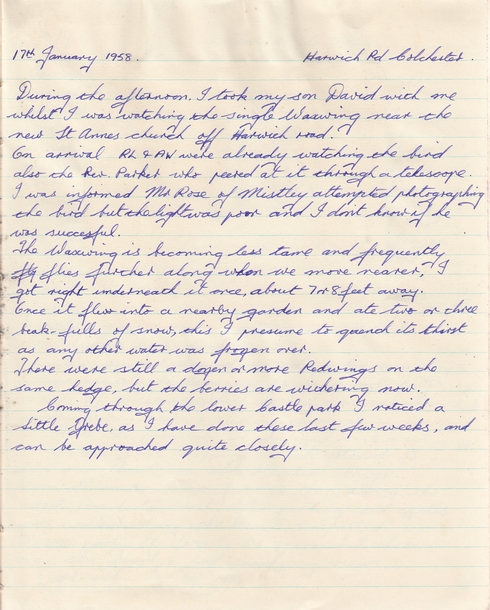 17th January 1958. Harwich Rd Colchester.
During the afternoon. I took my son David with me
whilst I was watching the single Waxwing near the
new St Annes church off Harwich road.
On arrival RL & AW were already watching the bird
also the Rev. Parker who peered at it through a telescope.
I was informed Mr Rose of Mistley attempted photographing
the bird but the light was poor and I don't know if he
was succesful.
The Waxwing is becoming less tame and frequently
flies further along when we move nearer, I
got right underneath it once, about 7 or 8 feet away.
Once it flew into a nearby garden and ate two or three
beak-fulls of snow, this I presume to quench its thirst
as any other water was frozen over.
There were still a dozen or more Redwings on the
same hedge, but the berries are withering now.
Coming through the lower Castle park I noticed a
Little Grebe, as I have done these last few weeks, and
can be approached quite closely.